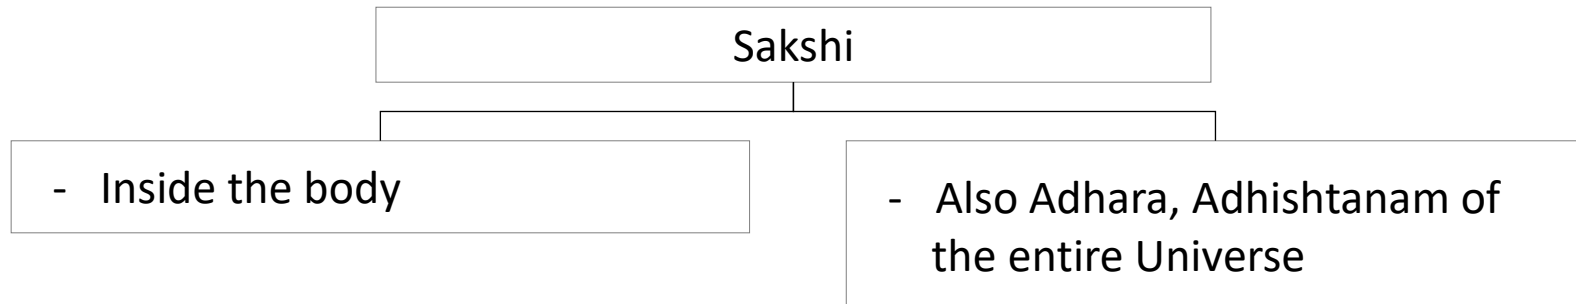 Sakshi
- Inside the body
- Also Adhara, Adhishtanam of
the entire Universe